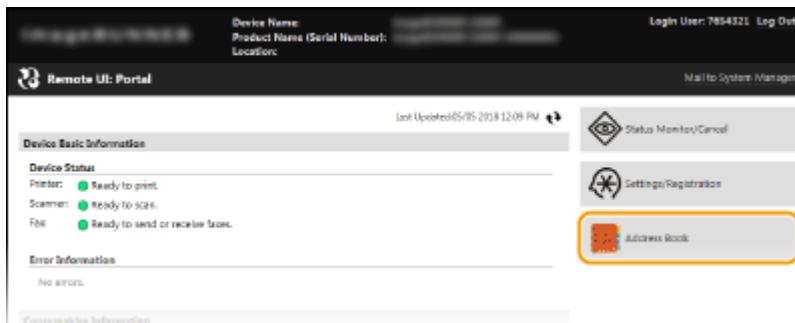 Device Name:
Product Name (Serial Number):
Location:
Login User: 7654321 Log Out
Remote UI: Portal
Mail to System Manager
Last Updated:05/05 2018 12:09 PM
Device Basic Information
Device Status
Printer: Ready to print.
Scanner: Ready to scan.
Fax: Ready to send or receive faxes.
Error Information
No errors.
Consumables Information
Status Monitor/Cancel
Settings/Registration
Address Book